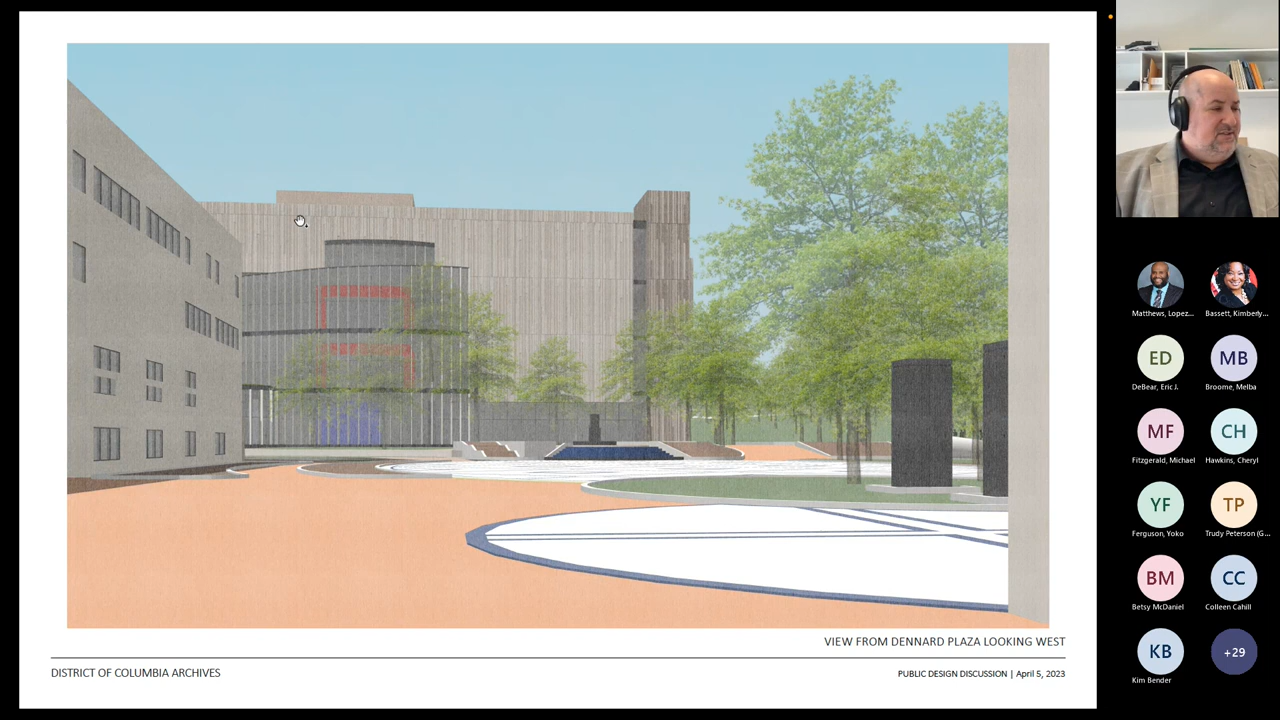 VIEW FROM DENNARD PLAZA LOOKING WEST
DISTRICT OF COLUMBIA ARCHIVES
PUBLIC DESIGN DISCUSSION | April 5, 2023
Matthews, Lopez...
Bassett, Kimberly...
ED
MB
DeBear, Eric J.
Broome, Melba
MF
CH
Fitzgerald, Michael
Hawkins, Cheryl
YF
TP
Ferguson, Yoko
Trudy Peterson (G...
BM
CC
Betsy McDaniel
Colleen Cahill
KB
+29
Kim Bender